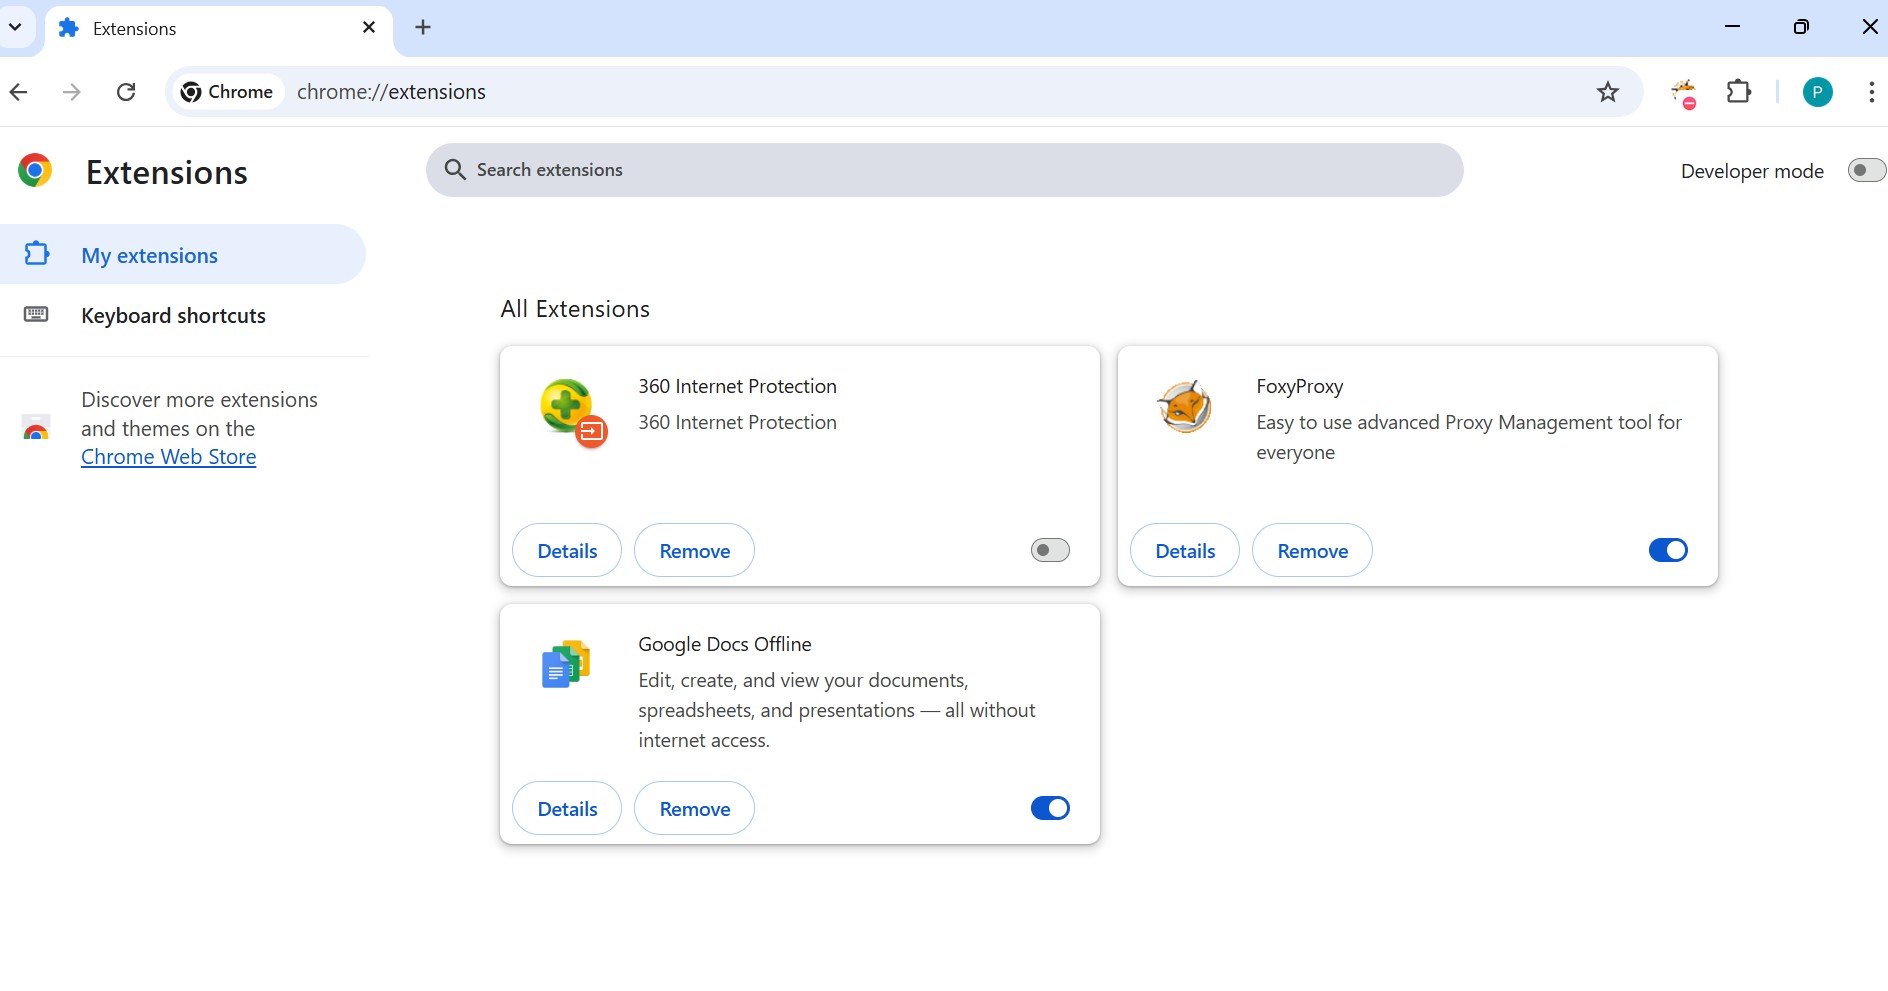 Extensions
Chrome
chrome://extensions
P
Extensions
Search extensions
Developer mode
My extensions
Keyboard shortcuts
Discover more extensions
and themes on the
Chrome Web Store
All Extensions
360 Internet Protection
360 Internet Protection
Details
Remove
FoxyProxy
Easy to use advanced Proxy Management tool for
everyone
Details
Remove
Google Docs Offline
Edit, create, and view your documents,
spreadsheets, and presentations — all without
internet access.
Details
Remove